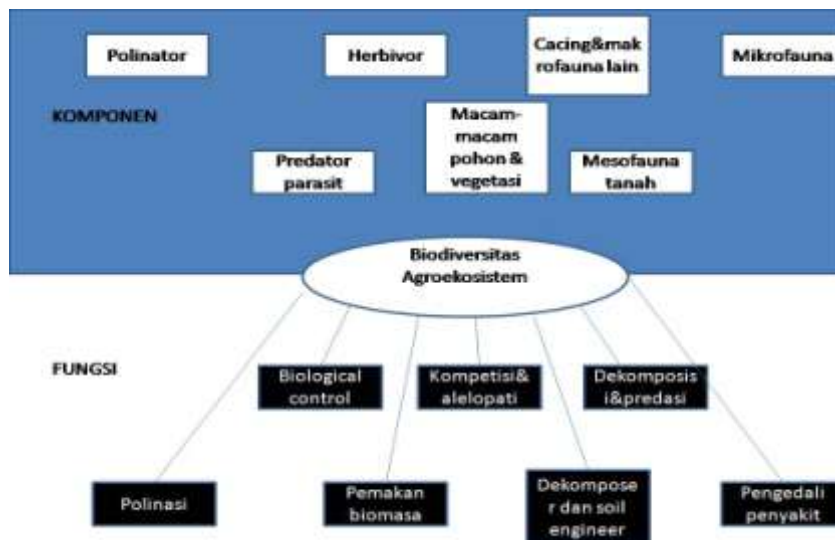 Polinator
Herbivor
Cacing&mak
rofauna lain
Mikrofauna
KOMPONEN
Predator
parasit
Macam-
macam
pohon &
vegetasi
Mesofauna
tanah
Biodiversitas
Agroekosistem
FUNGSI
Biological
control
Kompetisi&
alelopati
Dekomposis
i&predasi
Polinasi
Pemakan
biomasa
Dekompose
r dan soil
engineer
Pengedali
penyakit